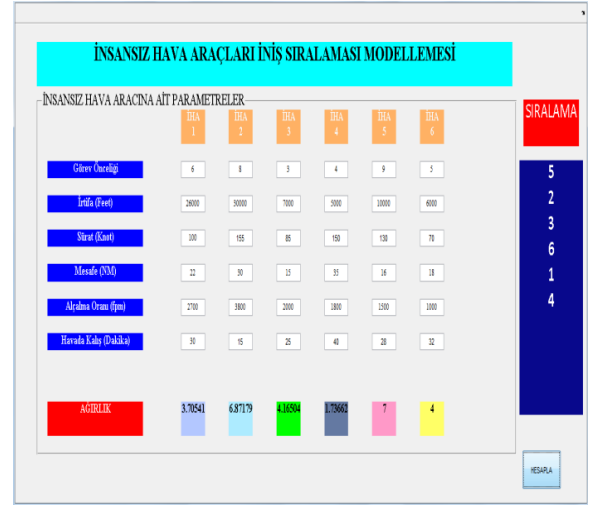 İNSANSIZ HAVA ARAÇLARI İNİŞ SIRALAMASI MODELLEMESİ
İNSANSIZ HAVA ARACINA AİT PARAMETRELER
İHA 1 İHA 2 İHA 3 İHA 4 İHA 5 İHA 6
Görev Önceliği 6 8 3 4 9 5
İrtifa (Feet) 26000 30000 7000 5000 10000 6000
Sürat (Knot) 100 155 85 150 130 70
Mesafe (NM) 22 30 15 35 16 18
Alçalma Oranı (fpm) 2700 3800 2000 1800 1500 1000
Havada Kalış (Dakika) 30 15 25 40 20 32
AĞIRLIK 3.70541 6.87179 4.16504 1.73662 7 4
SIRALAMA
5
2
3
6
1
4
HESAPLA